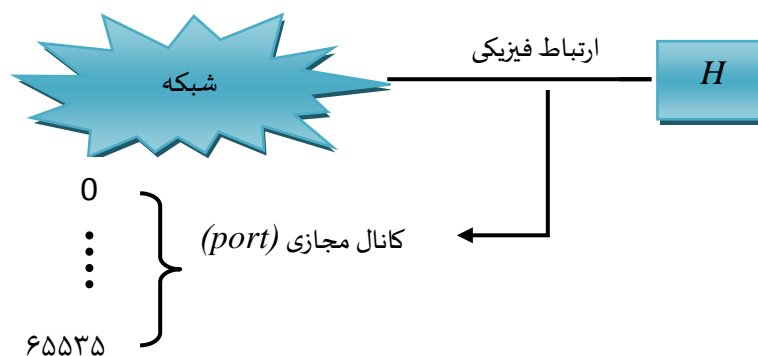 ارتباط فیزیکی
H
شبکه
0
کانال مجازی (port)
۶۵۵۳۵